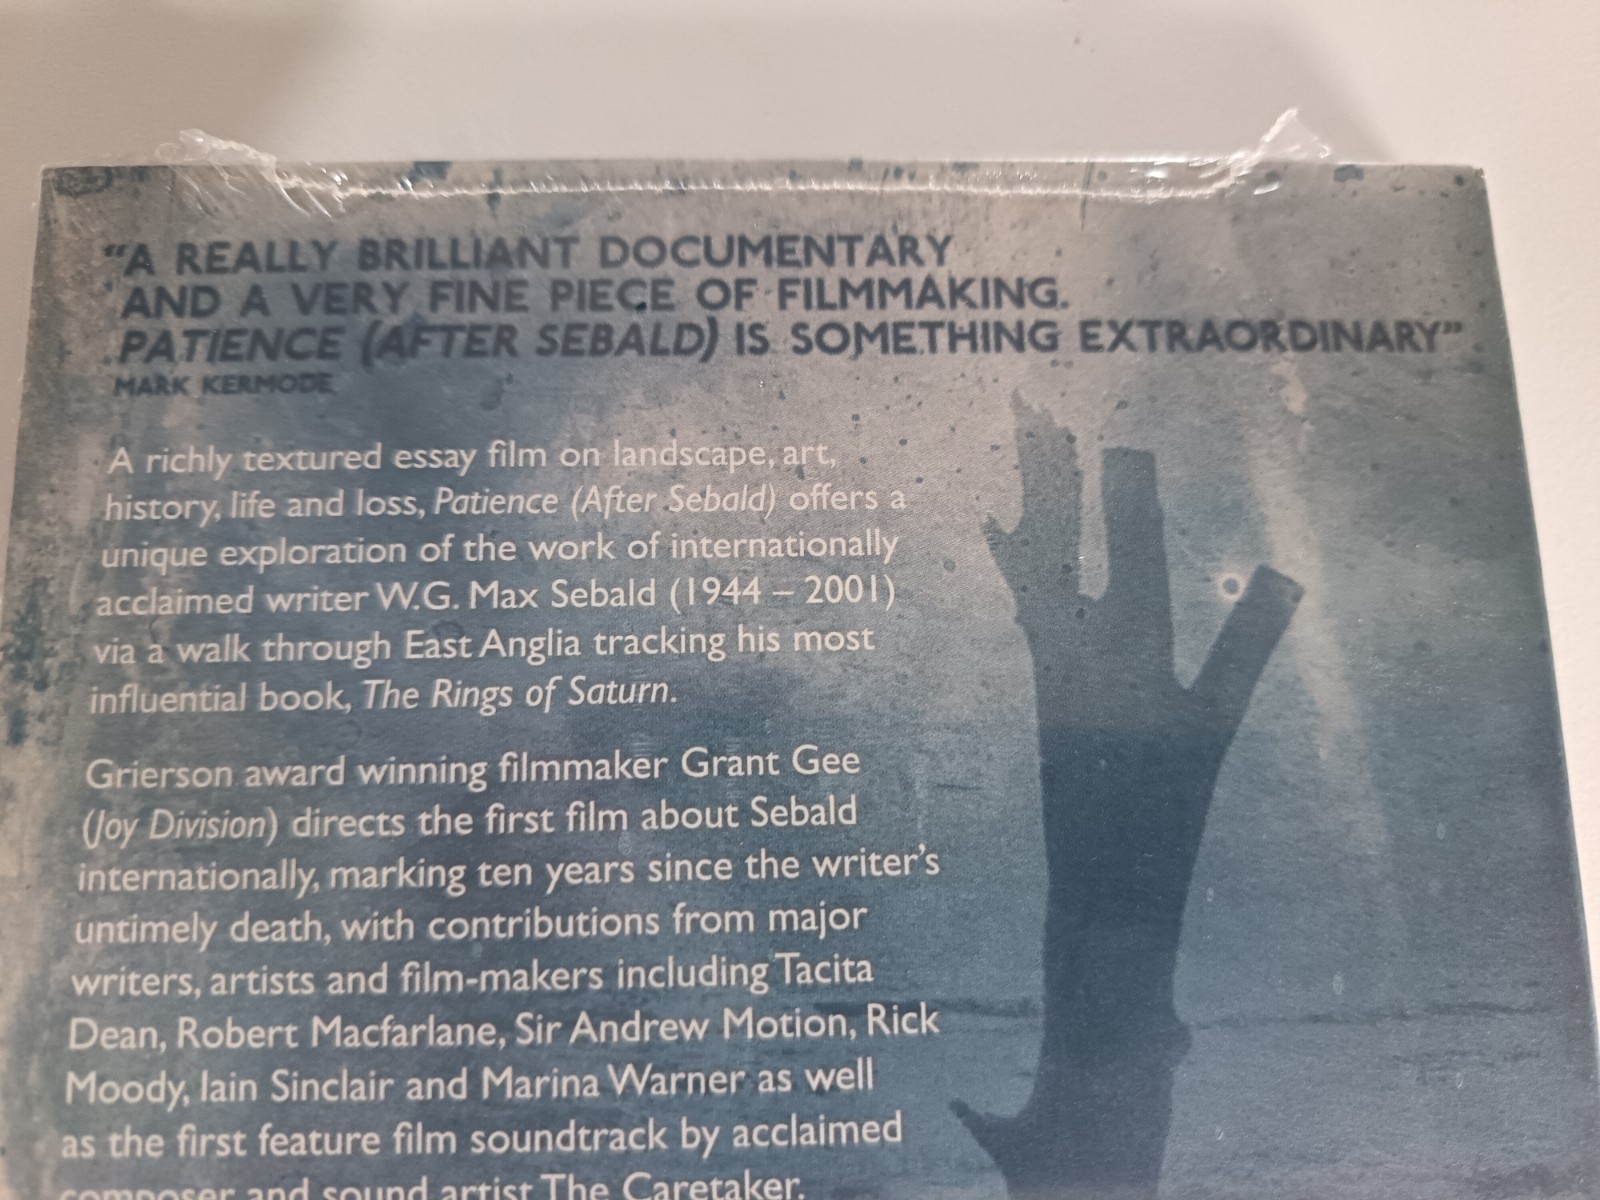 “A REALLY BRILLIANT DOCUMENTARY
AND A VERY FINE PIECE OF FILMMAKING.
PATIENCE (AFTER SEBALD) IS SOMETHING EXTRAORDINARY”
MARK KERMODE
A richly textured essay film on landscape, art,
history, life and loss, Patience (After Sebald) offers a
unique exploration of the work of internationally
acclaimed writer W.G. Max Sebald (1944 – 2001)
via a walk through East Anglia tracking his most
influential book, The Rings of Saturn.
Grierson award winning filmmaker Grant Gee
(Joy Division) directs the first film about Sebald
internationally, marking ten years since the writer’s
untimely death, with contributions from major
writers, artists and film-makers including Tacita
Dean, Robert Macfarlane, Sir Andrew Motion, Rick
Moody, Iain Sinclair and Marina Warner as well
as the first feature film soundtrack by acclaimed
composer and sound artist The Caretaker.